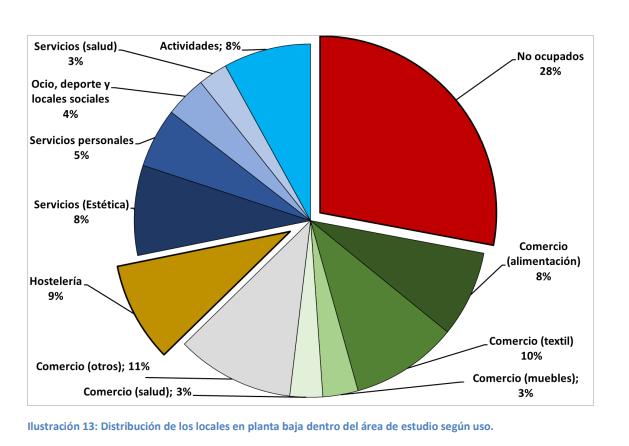 Servicios (salud)
3%
Actividades; 8%
No ocupados
28%
Ocio, deporte y
locales sociales
4%
Servicios personales
5%
Servicios (Estética)
8%
Comercio
(alimentación)
8%
Hostelería
9%
Comercio (textil)
10%
Comercio (otros); 11%
Comercio (muebles);
3%
Comercio (salud); 3%
Ilustración 13: Distribución de los locales en planta baja dentro del área de estudio según uso.